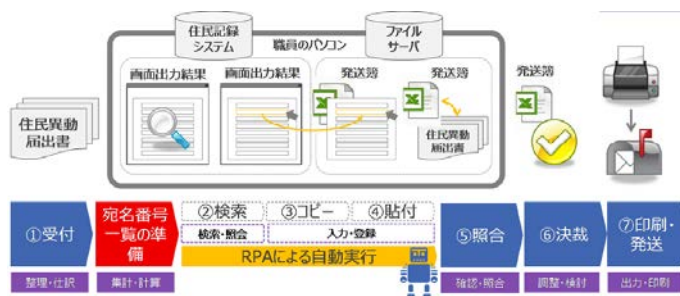 住民記録
システム
職員のパソコン
ファイル
サーバ
画面出力結果
画面出力結果
発送簿
発送簿
発送簿
住民異動
届出書
住民異動
届出書
①受付
宛名番号
一覧の準
備
②検索
③コピー
④貼付
検索・照会
入力・登録
RPAによる自動実行
⑤照合
⑥決裁
⑦印刷・
発送
整理・仕訳
集計・計算
確認・照合
調整・検討
出力・印刷